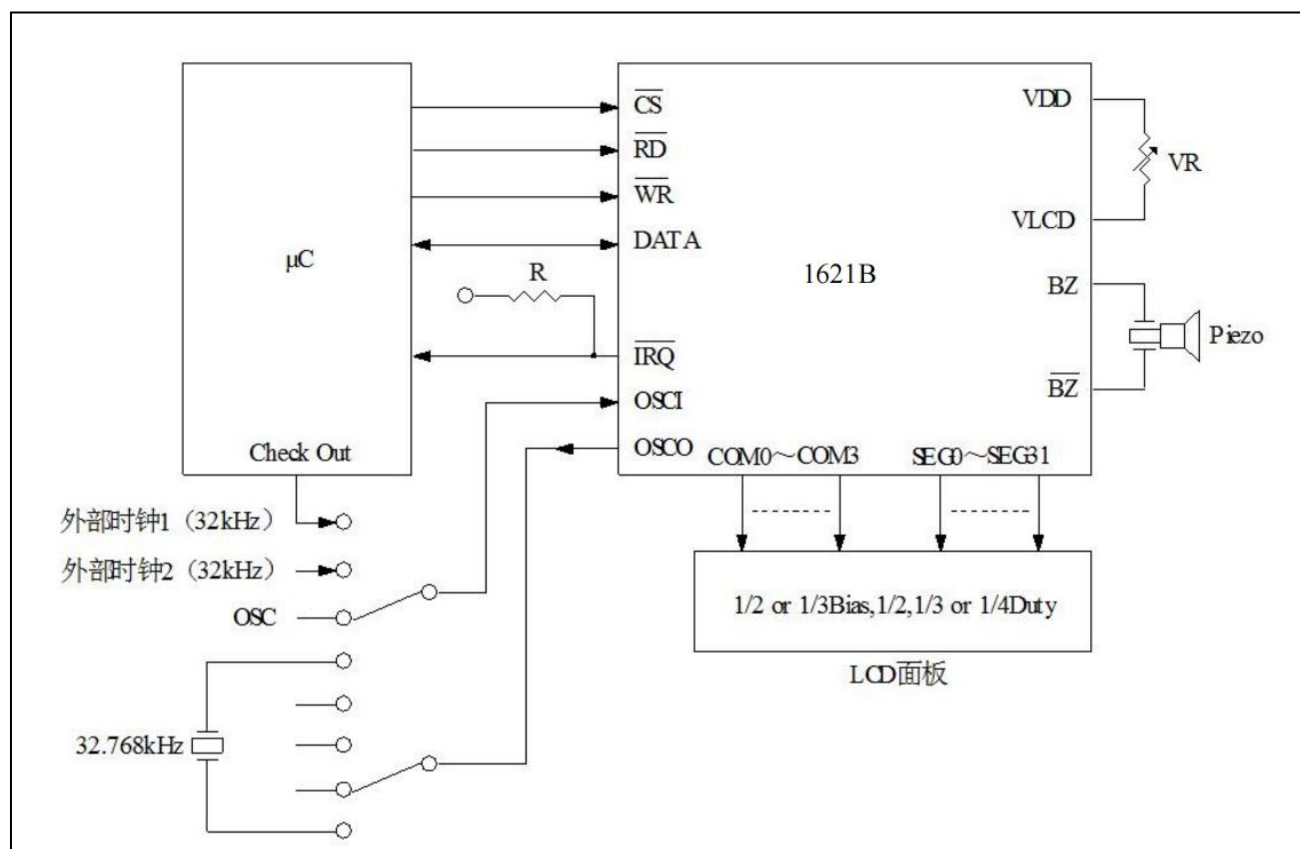 μC
Check Out
CS
RD
WR
DATA
IRQ
OSCI
OSCO
R
1621B
VDD
VLCD
VR
BZ
BZ
Piezo
COM0～COM3
SEG0～SEG31
1/2 or 1/3Bias,1/2,1/3 or 1/4Duty
LCD面板
外部时钟1（32kHz）
外部时钟2（32kHz）
OSC
32.768kHz